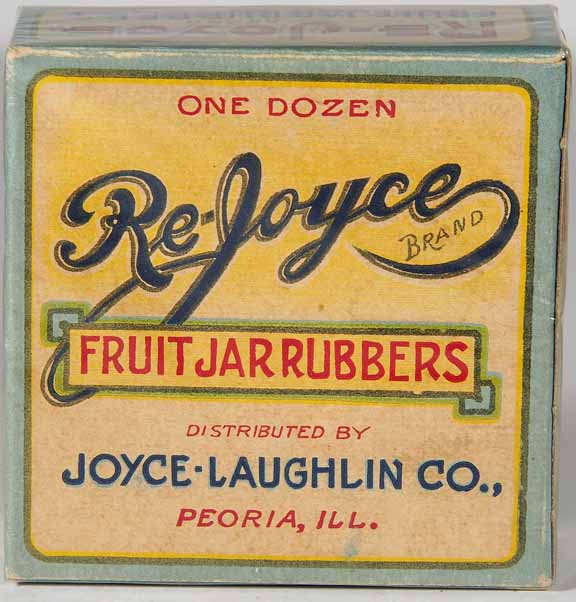 ONE DOZEN
Re-Joyce
BRAND
FRUIT JAR RUBBERS
DISTRIBUTED BY
JOYCE-LAUGHLIN CO.,
PEORIA, ILL.